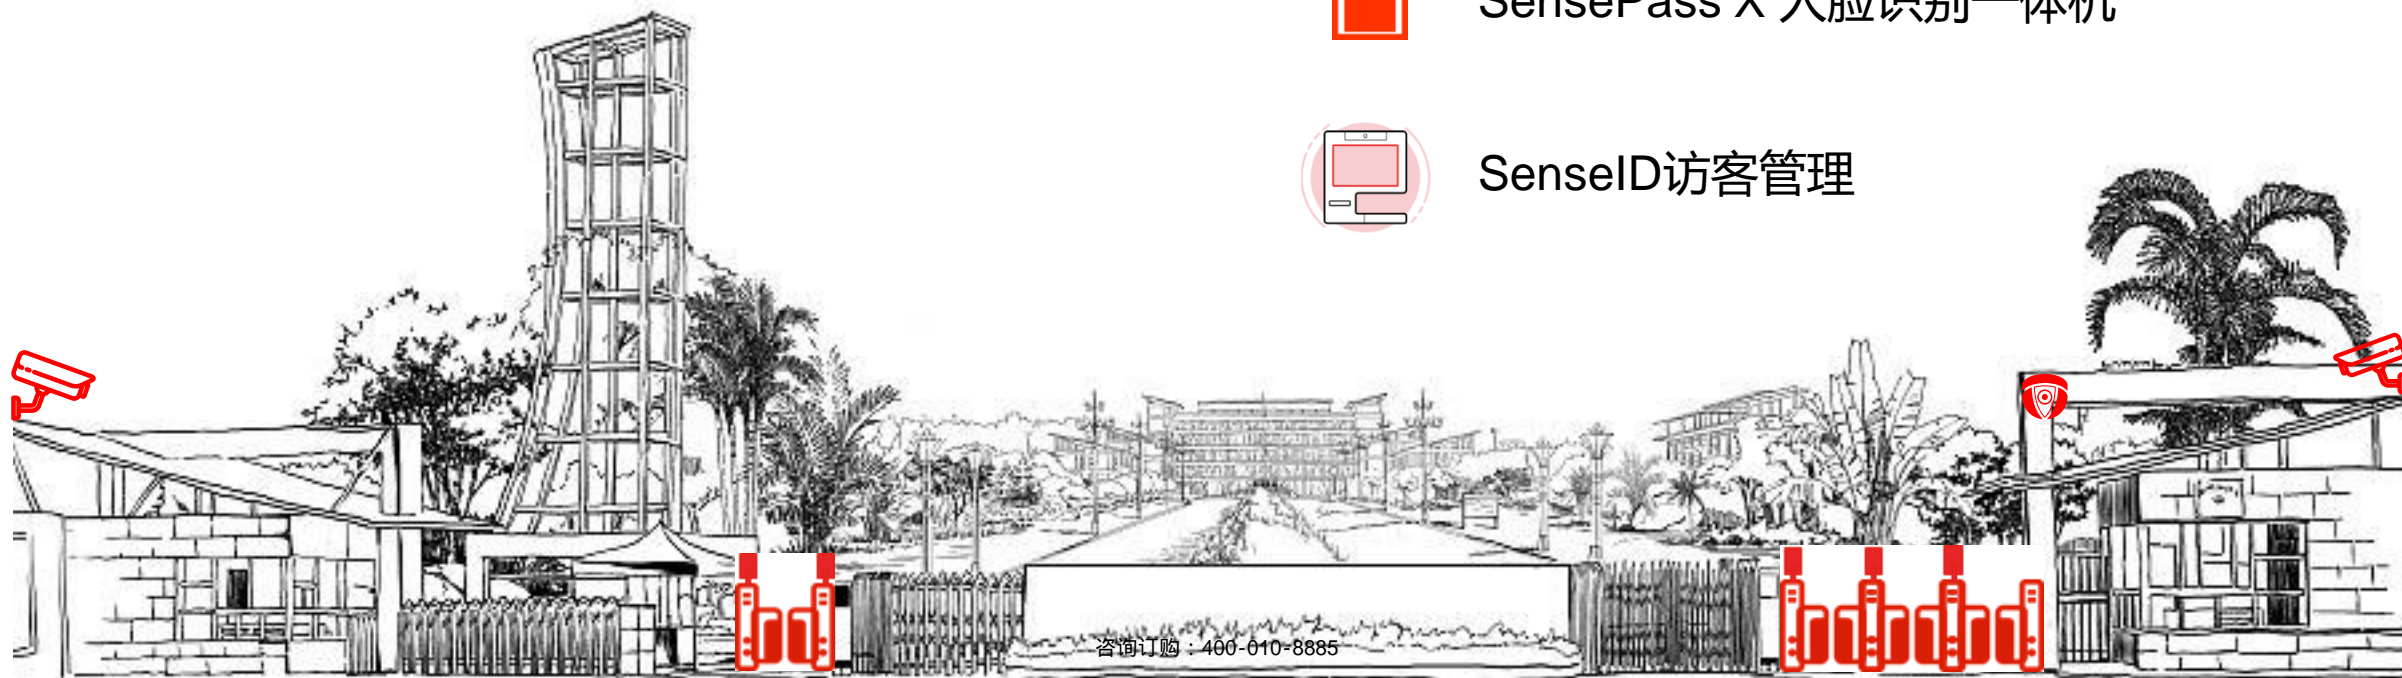 SensePass X 人脸识别一体机
SenseID访客管理
咨询订购：400-010-8885